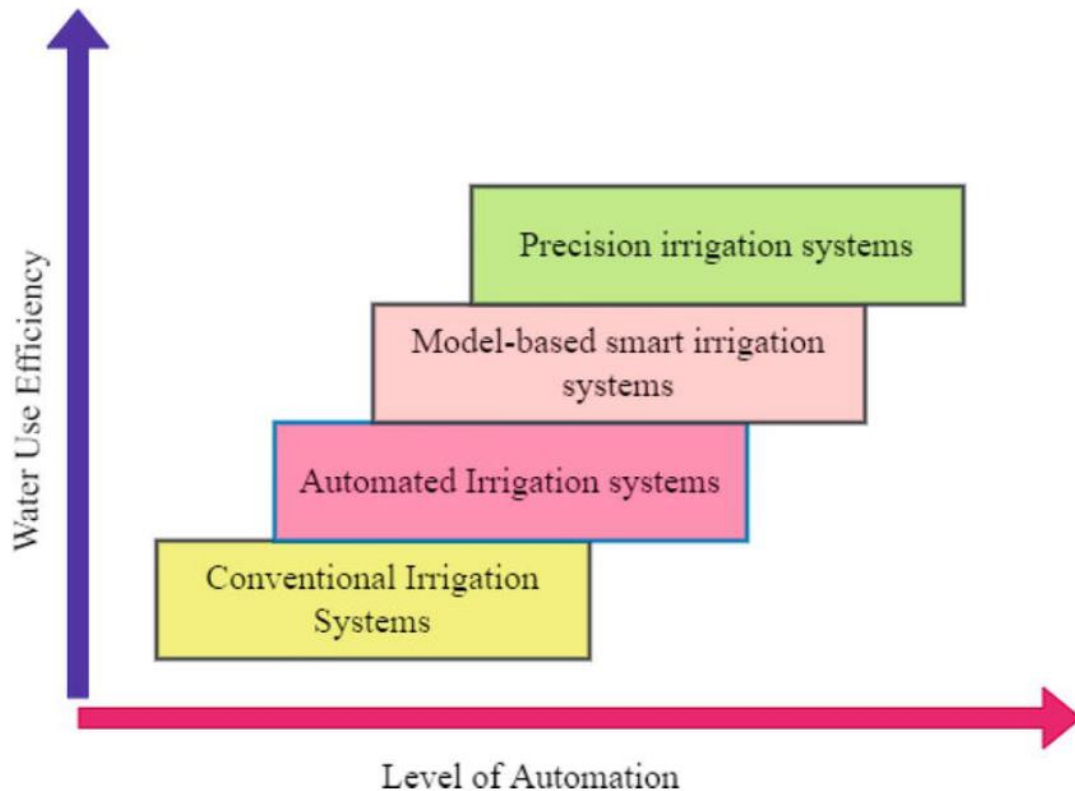 Water Use Efficiency
Precision irrigation systems
Model-based smart irrigation
systems
Automated Irrigation systems
Conventional Irrigation
Systems
Level of Automation